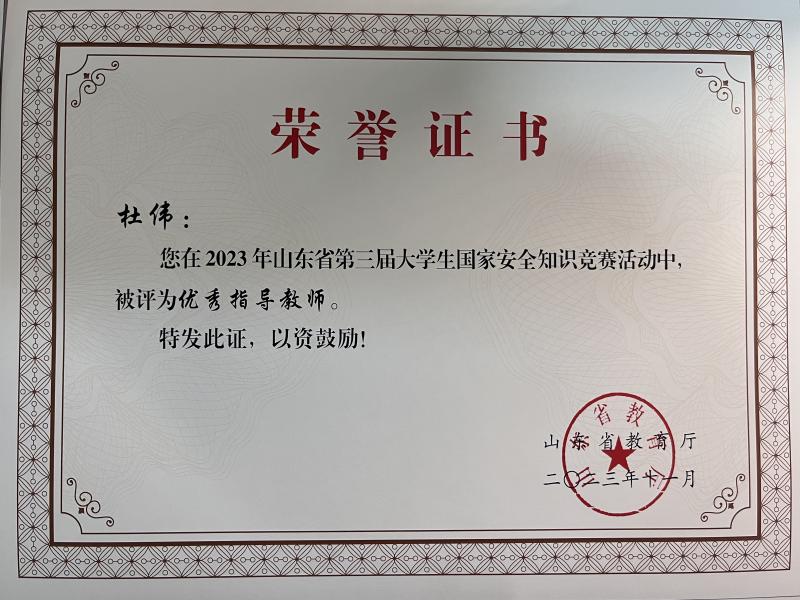 荣誉证书
杜伟：
您在2023年山东省第三届大学生国家安全知识竞赛活动中，
被评为优秀指导教师。
特发此证，以资鼓励！
山东省教育厅
二〇二三年十一月